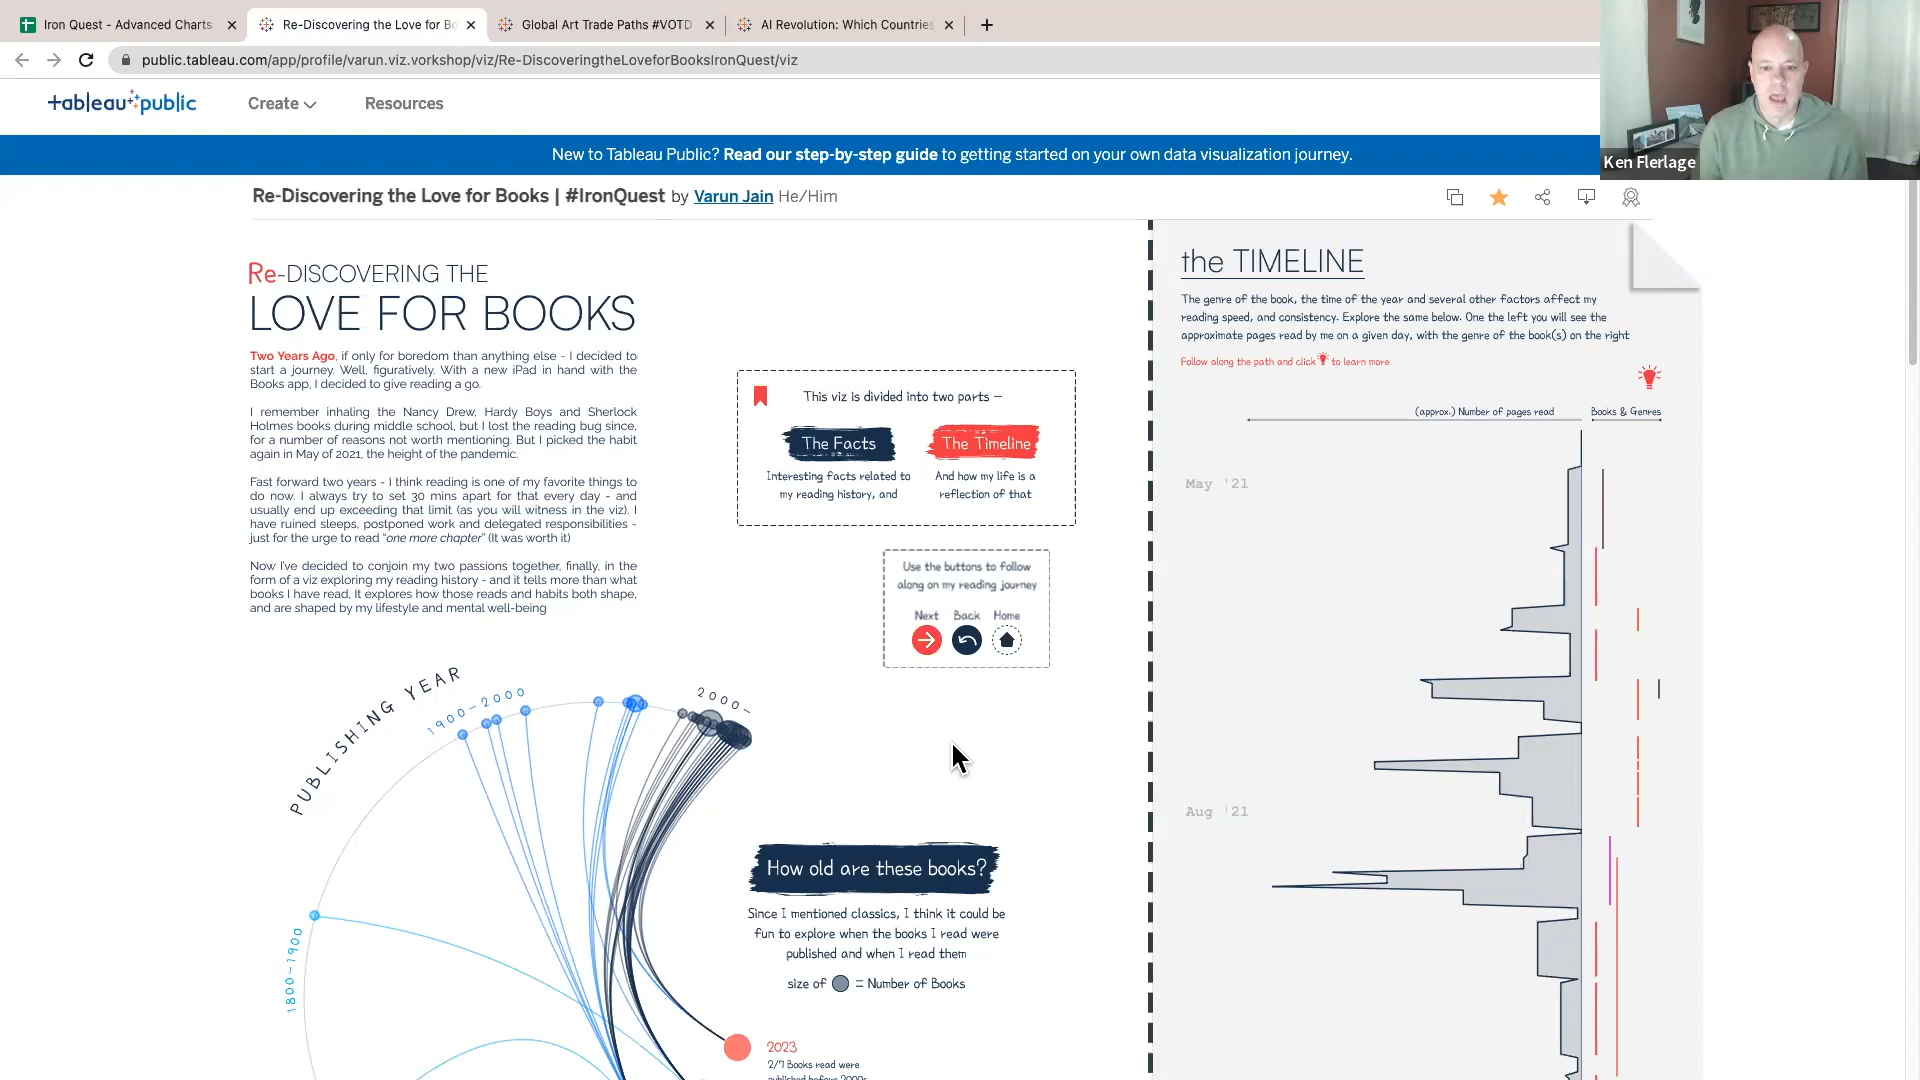 Iron Quest - Advanced Charts
Re-Discovering the Love for Bo
Global Art Trade Paths #VOTD
AI Revolution: Which Countries
public.tableau.com/app/profile/varun.viz.vorkshop/viz/Re-DiscoveringtheLoveforBooksIronQuest/viz
tableau public
Create
Resources
New to Tableau Public? Read our step-by-step guide to getting started on your own data visualization journey.
Ken Flerlage
Re-Discovering the Love for Books | #IronQuest by Varun Jain He/Him
Re-DISCOVERING THE
LOVE FOR BOOKS
Two Years Ago, if only for boredom than anything else - I decided to
start a journey. Well, figuratively. With a new iPad in hand with the
Books app, I decided to give reading a go.
I remember inhaling the Nancy Drew, Hardy Boys and Sherlock
Holmes books during middle school, but I lost the reading bug since,
for a number of reasons not worth mentioning. But I picked the habit
again in May of 2021, the height of the pandemic.
Fast forward two years - I think reading is one of my favorite things to
do now. I always try to set 30 mins apart for that every day - and
usually end up exceeding that limit (as you will witness in the viz). I
have ruined sleeps, postponed work and delegated responsibilities -
just for the urge to read "one more chapter" (It was worth it)
Now I've decided to conjoin my two passions together, finally, in the
form of a viz exploring my reading history - and it tells more than what
books I have read, It explores how those reads and habits both shape,
and are shaped by my lifestyle and mental well-being
This viz is divided into two parts –
The Facts
The Timeline
Interesting facts related to
my reading history, and
And how my life is a
reflection of that
Use the buttons to follow
along on my reading journey
Next Back Home
PUBLISHING YEAR
1900-2000
2000-
1800-1900
How old are these books?
Since I mentioned classics, I think it could be
fun to explore when the books I read were
published and when I read them
size of = Number of Books
2023
2/7 Books read were
published before 2000s
the TIMELINE
The genre of the book, the time of the year and several other factors affect my
reading speed, and consistency. Explore the same below. One the left you will see the
approximate pages read by me on a given day, with the genre of the book(s) on the right
Follow along the path and click to learn more
(approx.) Number of pages read
Books & Genres
May '21
Aug '21